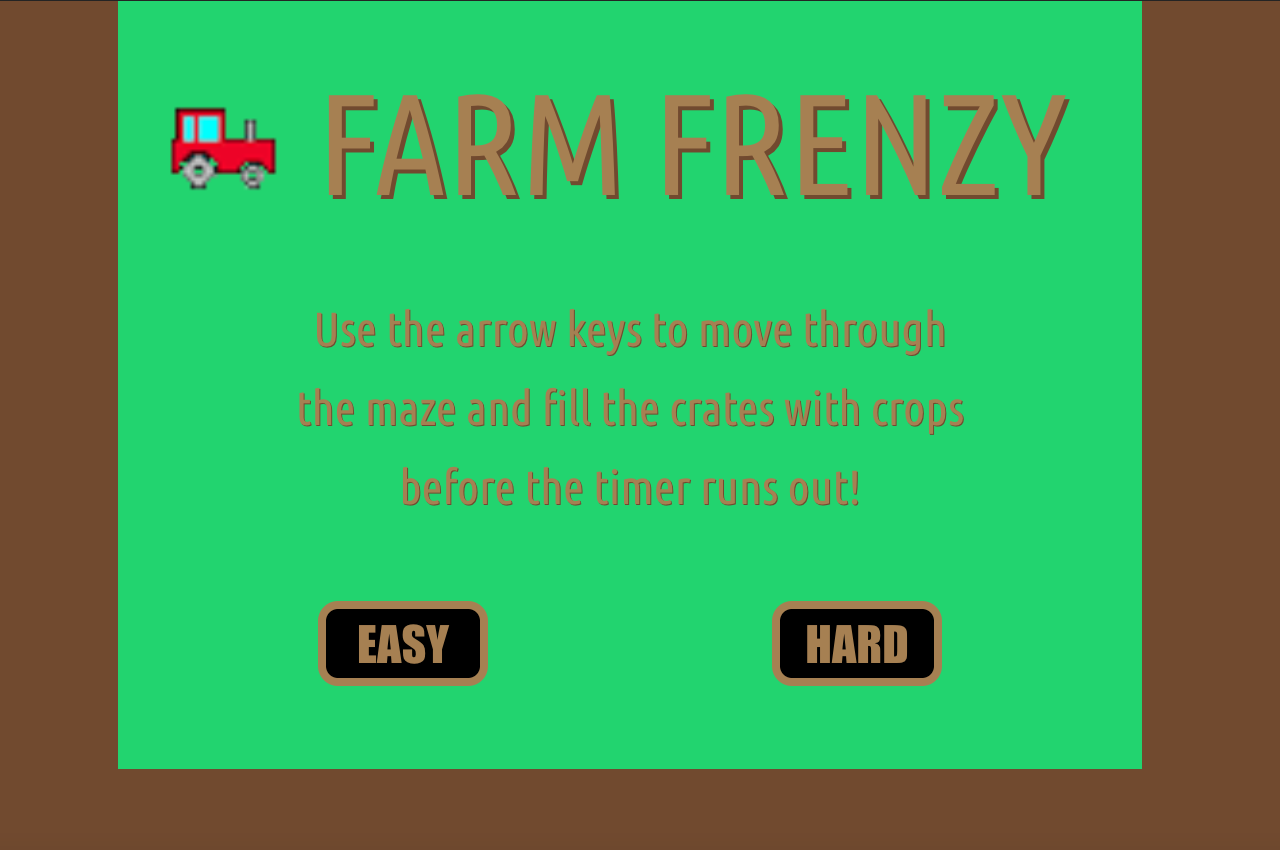 FARM FRENZY
Use the arrow keys to move through
the maze and fill the crates with crops
before the timer runs out!
EASY
HARD